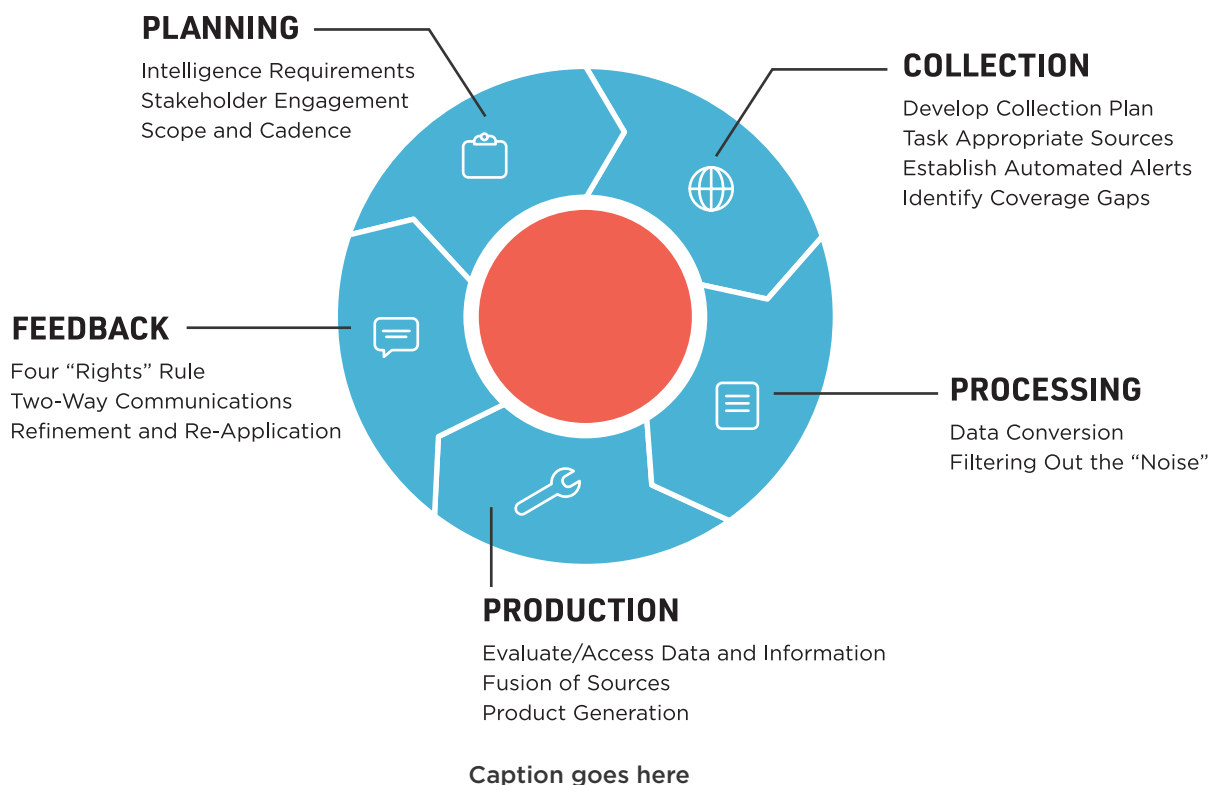 PLANNING
Intelligence Requirements
Stakeholder Engagement
Scope and Cadence
COLLECTION
Develop Collection Plan
Task Appropriate Sources
Establish Automated Alerts
Identify Coverage Gaps
PROCESSING
Data Conversion
Filtering Out the “Noise”
PRODUCTION
Evaluate/Access Data and Information
Fusion of Sources
Product Generation
FEEDBACK
Four “Rights” Rule
Two-Way Communications
Refinement and Re-Application
Caption goes here